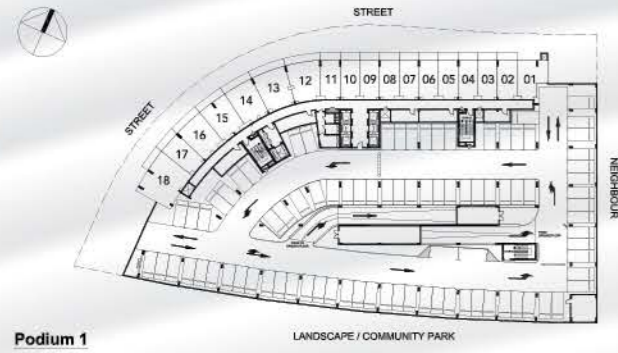 STREET
STREET
12 11 10 09 08 07 06 05 04 03 02 01
13
14
15
16
17
18
NEIGHBOUR
LANDSCAPE / COMMUNITY PARK
Podium 1